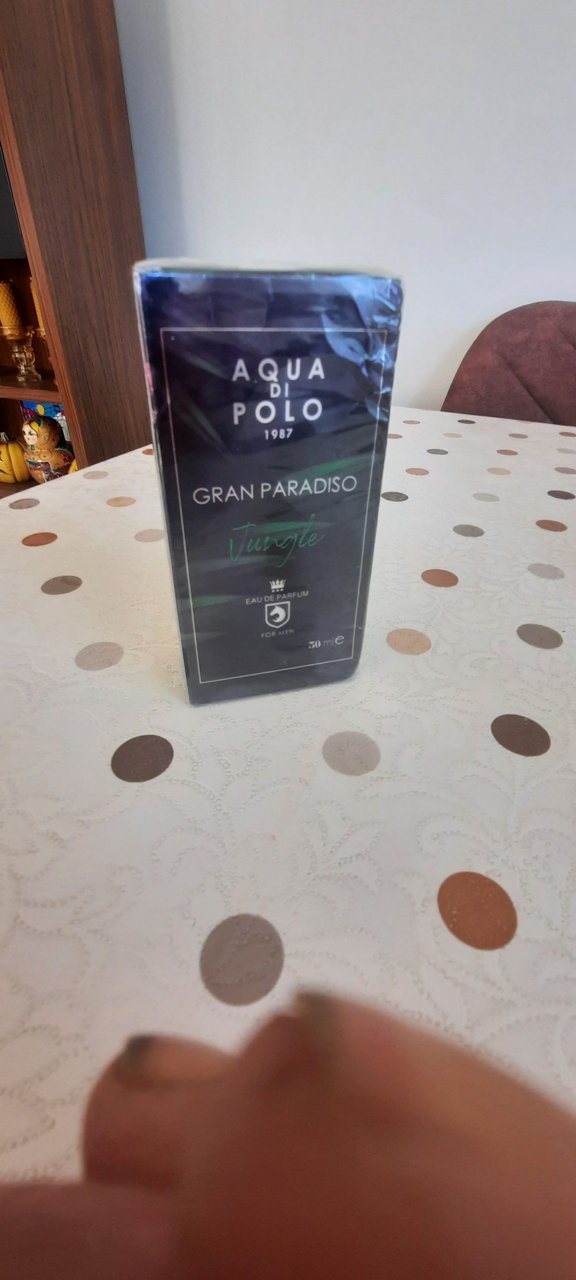 AQUA
DI
POLO
1987
GRAN PARADISO
Jungle
EAU DE PARFUM
FOR MEN
50 ml e